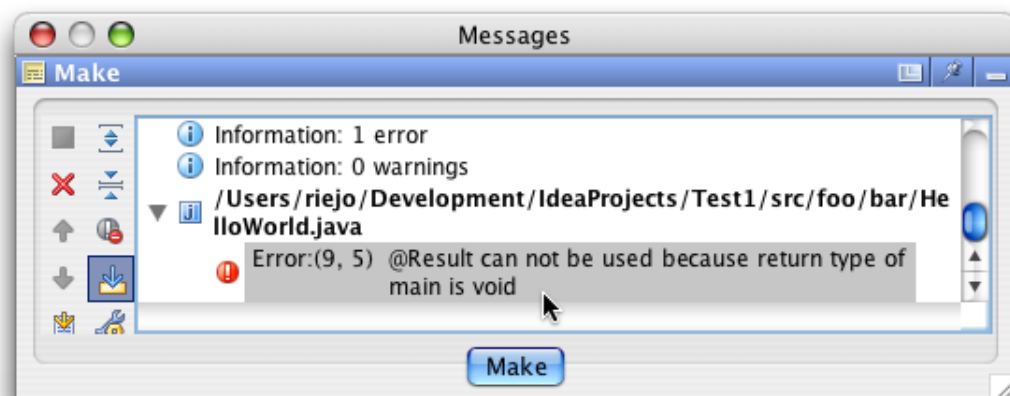 Messages
Make
Information: 1 error
Information: 0 warnings
/Users/riejo/Development/IdeaProjects/Test1/src/foo/bar/He
lloWorld.java
Error:(9, 5) @Result can not be used because return type of
main is void
Make